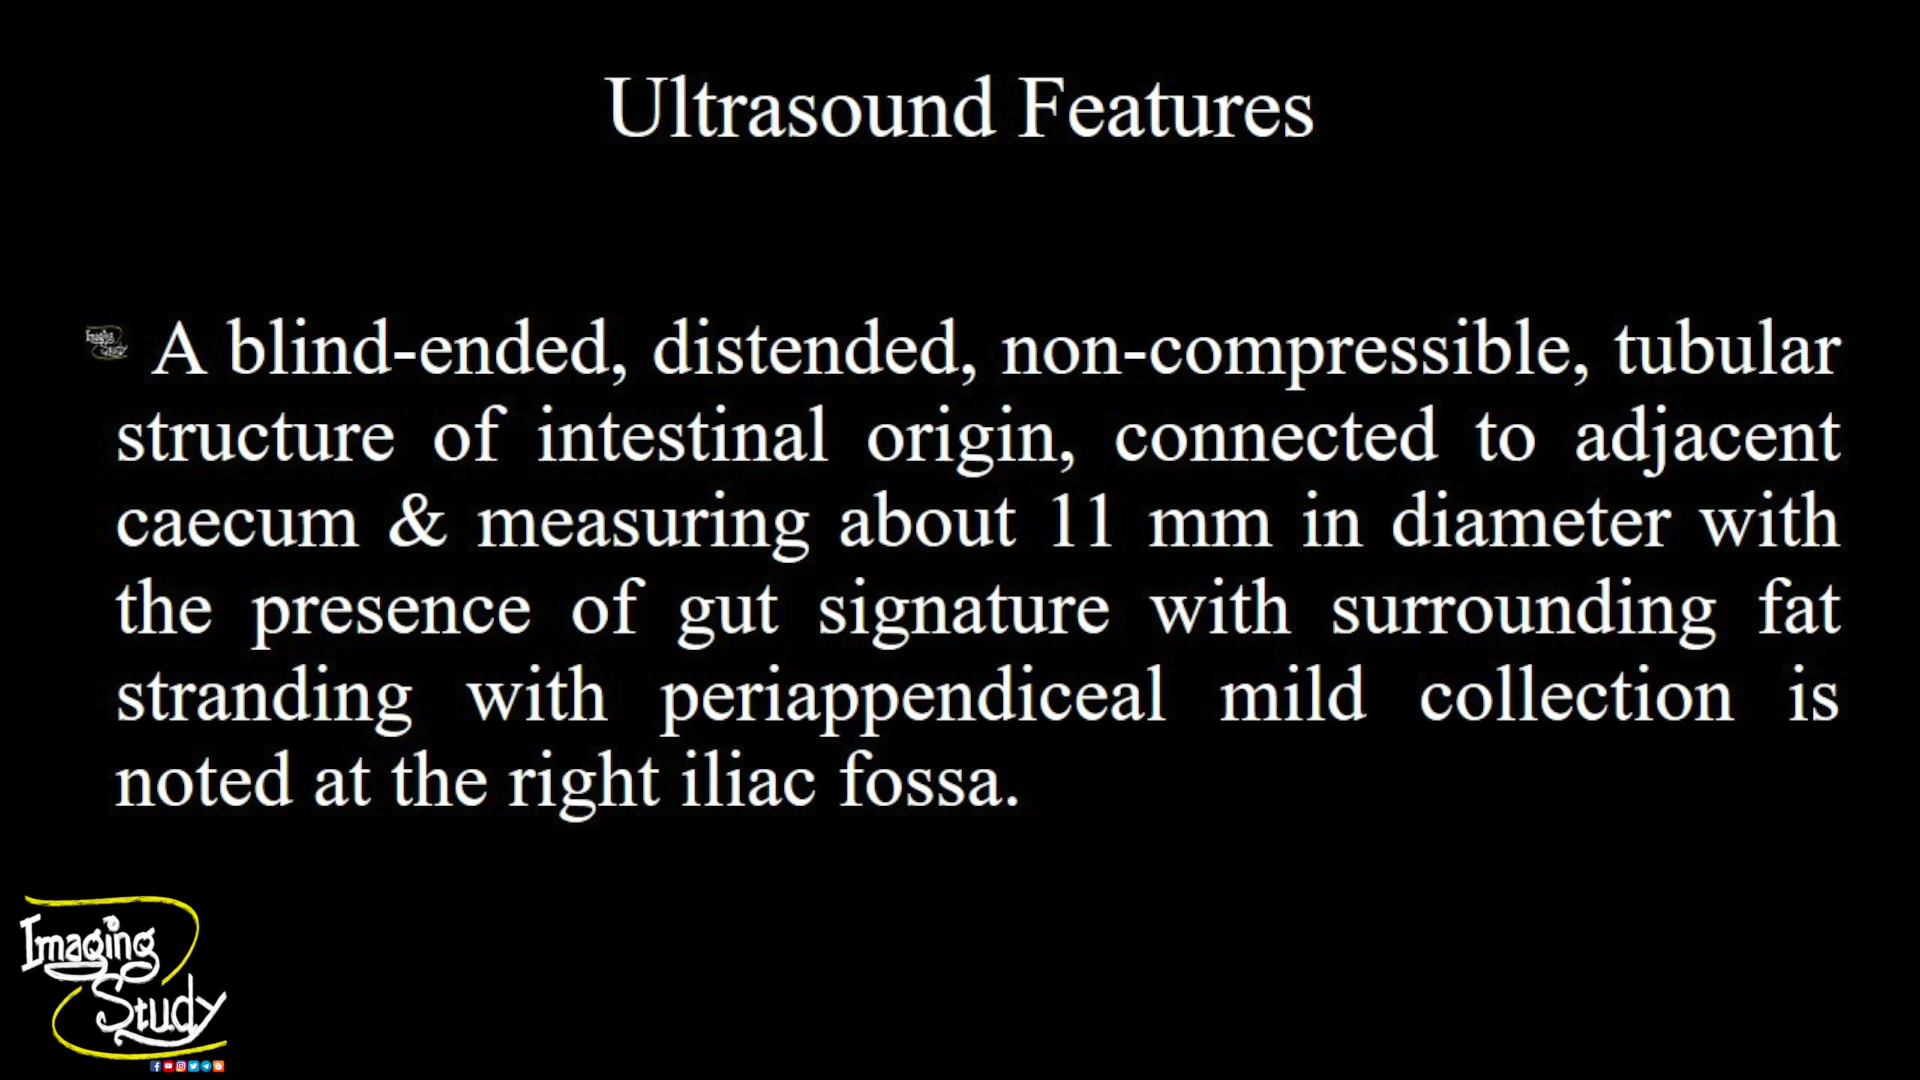 Ultrasound Features
A blind-ended, distended, non-compressible, tubular
structure of intestinal origin, connected to adjacent
caecum & measuring about 11 mm in diameter with
the presence of gut signature with surrounding fat
stranding with periappendiceal mild collection is
noted at the right iliac fossa.
Imaging
Study